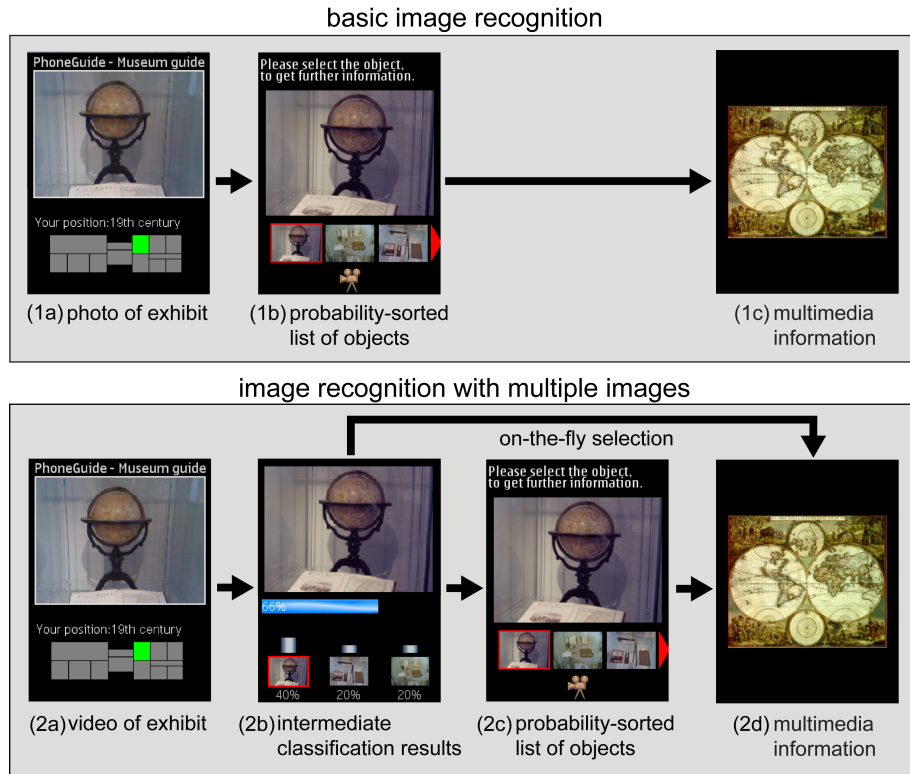 basic image recognition
PhoneGuide - Museum guide
Your position:19th century
(1a) photo of exhibit
Please select the object,
to get further information.
(1b) probability-sorted
list of objects
(1c) multimedia
information
image recognition with multiple images
on-the-fly selection
PhoneGuide - Museum guide
Your position:19th century
(2a) video of exhibit
66%
40% 20% 20%
(2b) intermediate
classification results
Please select the object,
to get further information.
(2c) probability-sorted
list of objects
(2d) multimedia
information